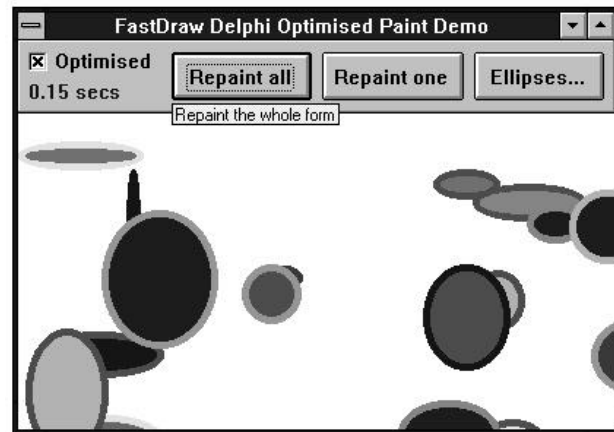 FastDraw Delphi Optimised Paint Demo
Optimised
Repaint all
Repaint one
Ellipses...
0.15 secs
Repaint the whole form